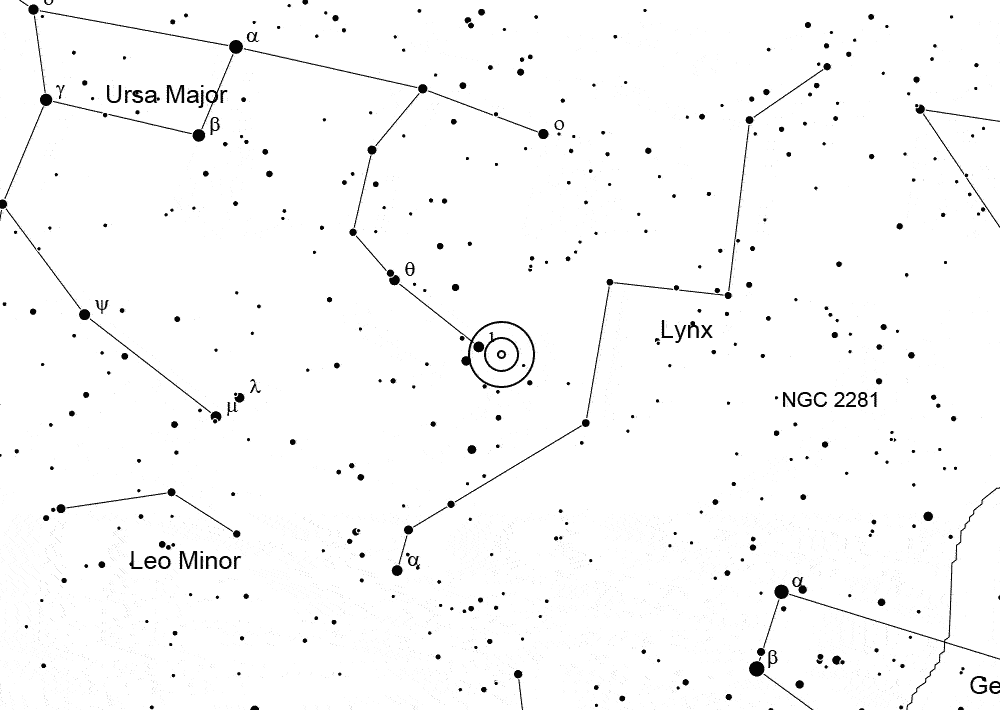 α
γ
Ursa Major
β
ο
θ
ψ
ι
Lynx
λ
μ
NGC 2281
α
Leo Minor
α
β
Ge